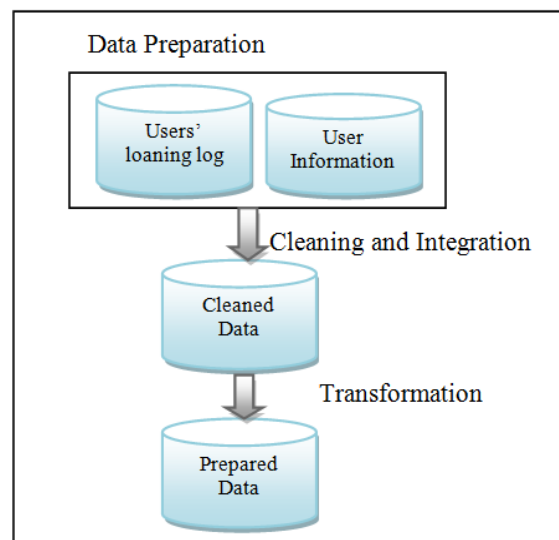 Data Preparation
Users'
loaning log
User
Information
Cleaning and Integration
Cleaned
Data
Transformation
Prepared
Data